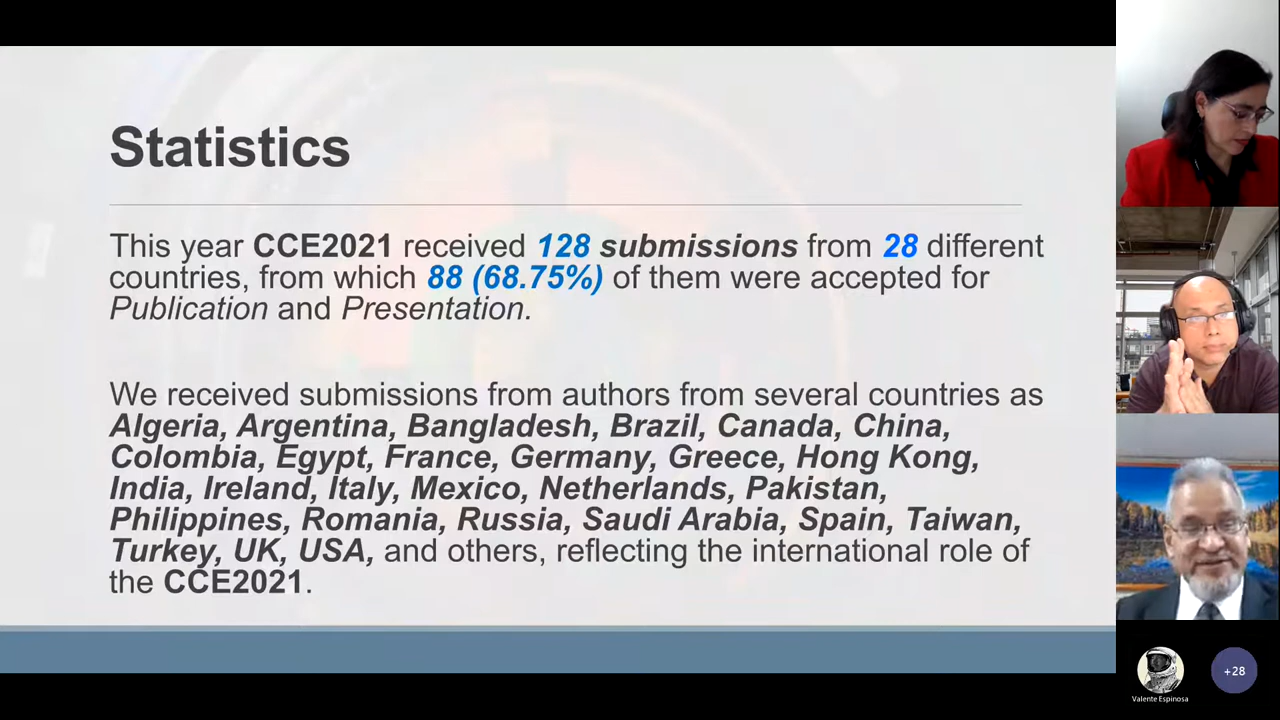 Statistics
This year CCE2021 received 128 submissions from 28 different
countries, from which 88 (68.75%) of them were accepted for
Publication and Presentation.
We received submissions from authors from several countries as
Algeria, Argentina, Bangladesh, Brazil, Canada, China,
Colombia, Egypt, France, Germany, Greece, Hong Kong,
India, Ireland, Italy, Mexico, Netherlands, Pakistan,
Philippines, Romania, Russia, Saudi Arabia, Spain, Taiwan,
Turkey, UK, USA, and others, reflecting the international role of
the CCE2021.
+28
Valente Espinosa